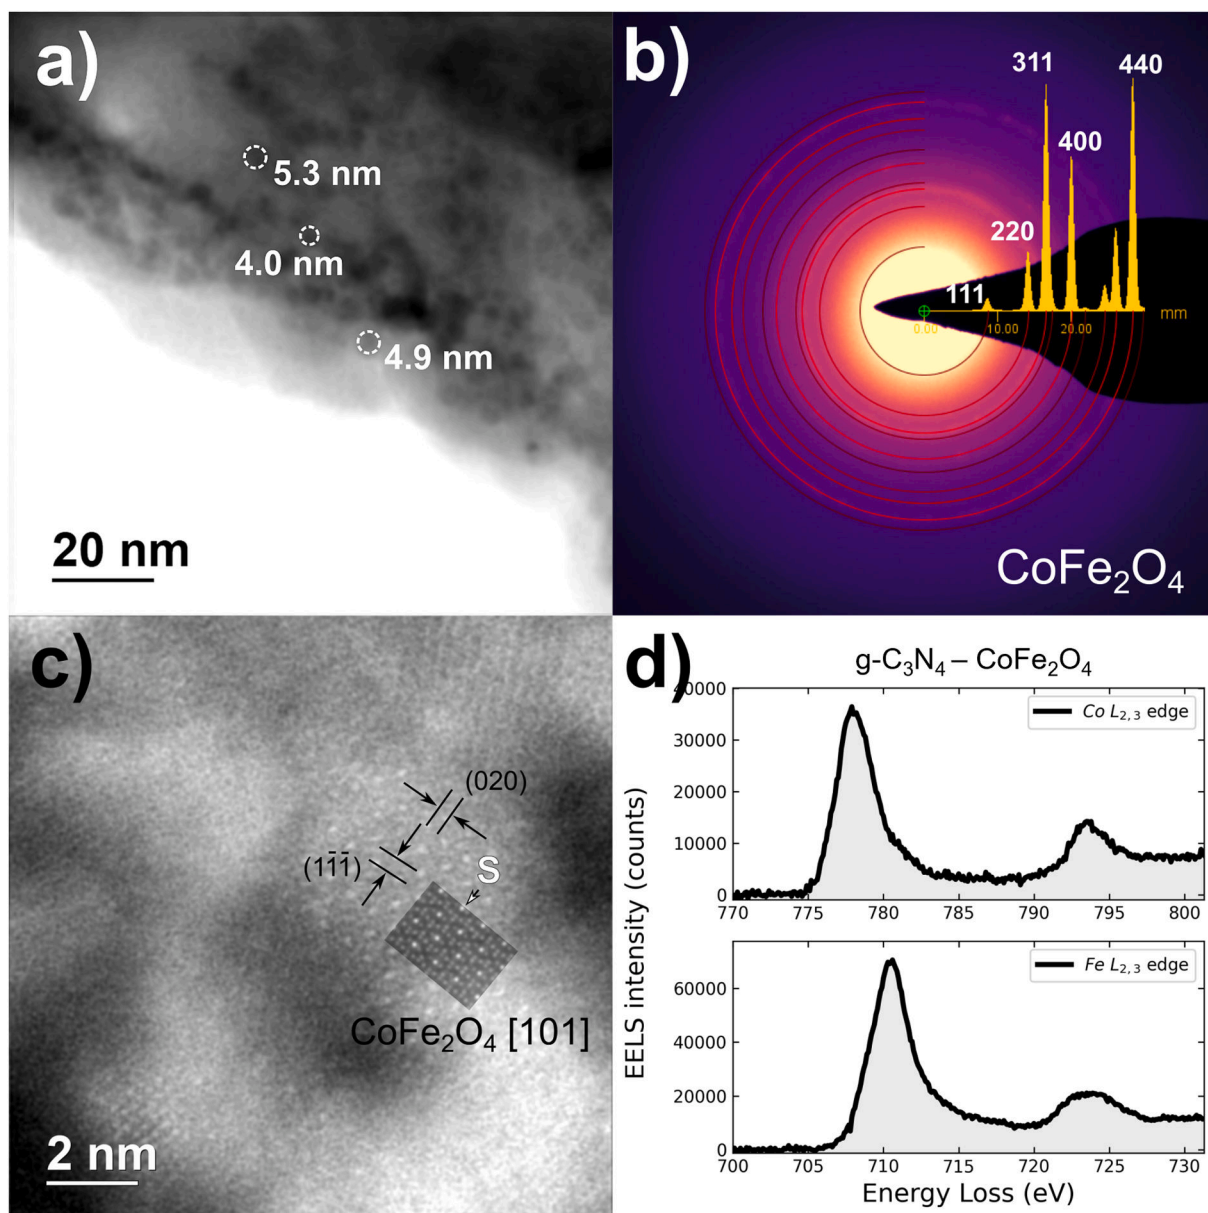 a)
5.3 nm
4.0 nm
4.9 nm
20 nm
b)
311
440
400
220
111
0.00 10.00 20.00 mm
CoFe₂O₄
c)
(020)
(11̄1̄)
S
CoFe₂O₄ [101]
2 nm
d)
g-C₃N₄ – CoFe₂O₄
EELS intensity (counts)
40000
30000
20000
10000
0
Co L₂,₃ edge
770 775 780 785 790 795 800
60000
40000
20000
0
Fe L₂,₃ edge
700 705 710 715 720 725 730
Energy Loss (eV)